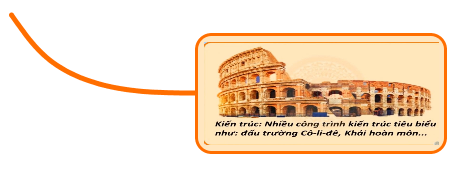 Kiến trúc: Nhiều công trình kiến trúc tiêu biểu
như: đấu trường Cô-li-dê, Khải hoàn môn...